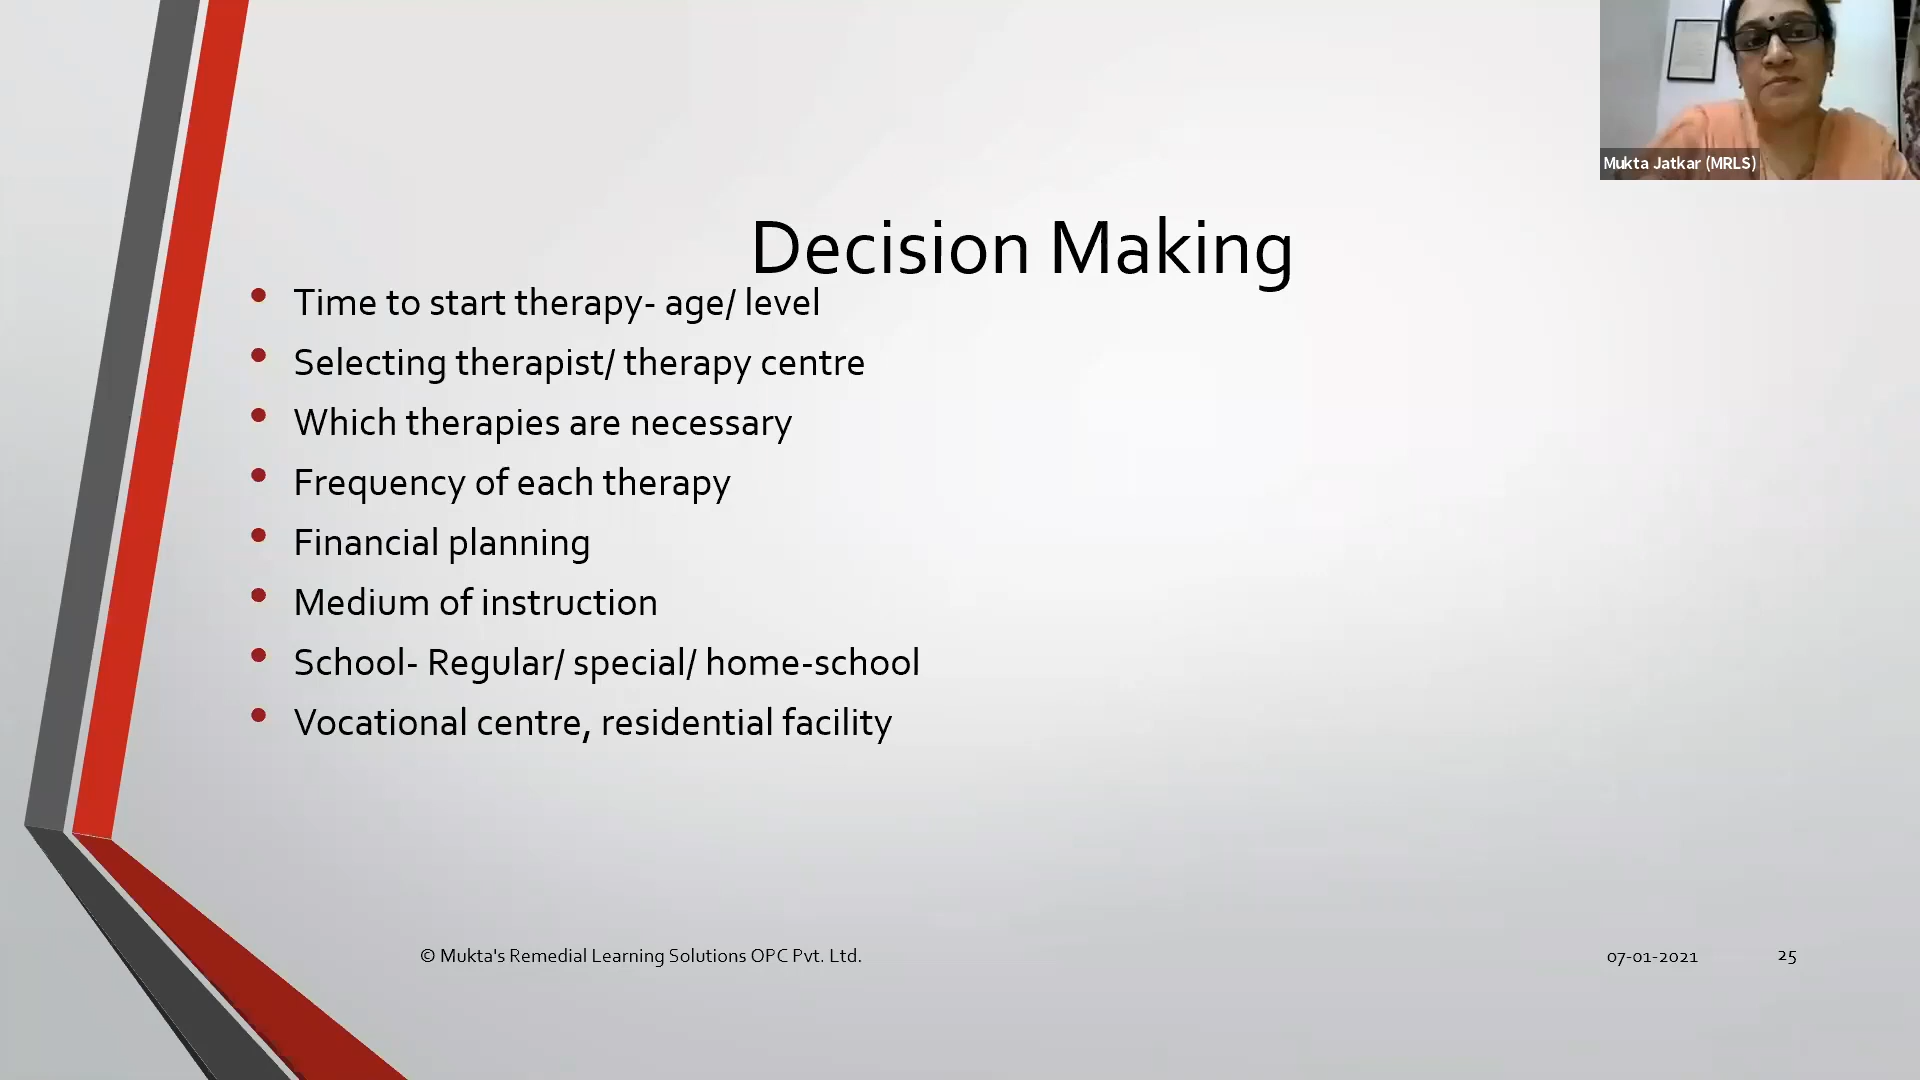 Mukta Jatkar (MRLS)
Decision Making
• Time to start therapy- age/ level
• Selecting therapist/ therapy centre
• Which therapies are necessary
• Frequency of each therapy
• Financial planning
• Medium of instruction
• School- Regular/ special/ home-school
• Vocational centre, residential facility
© Mukta's Remedial Learning Solutions OPC Pvt. Ltd.
07-01-2021
25